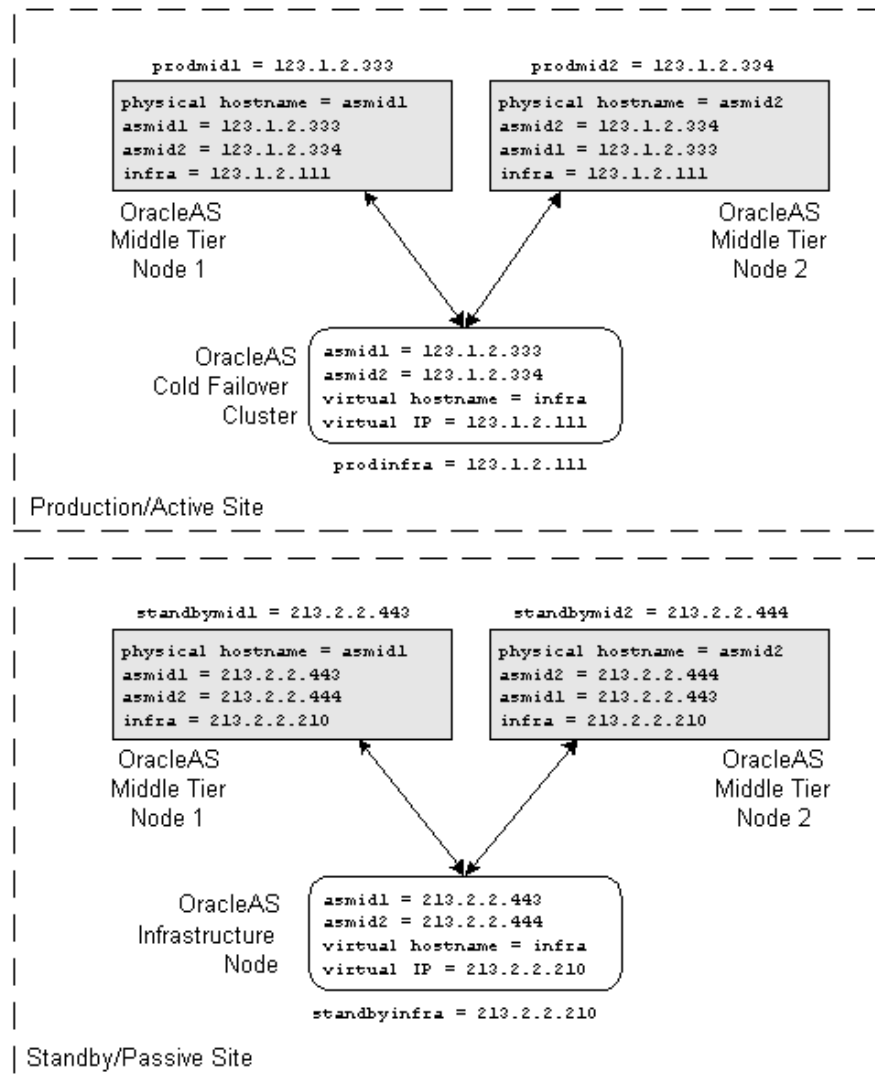 prodmid1 = 123.1.2.333
prodmid2 = 123.1.2.334
physical hostname = asmid1
asmid1 = 123.1.2.333
asmid2 = 123.1.2.334
infra = 123.1.2.111
physical hostname = asmid2
asmid2 = 123.1.2.334
asmid1 = 123.1.2.333
infra = 123.1.2.111
OracleAS
Middle Tier
Node 1
OracleAS
Middle Tier
Node 2
OracleAS
Cold Failover
Cluster
asmid1 = 123.1.2.333
asmid2 = 123.1.2.334
virtual hostname = infra
virtual IP = 123.1.2.111
prodinfra = 123.1.2.111
Production/Active Site
standbymid1 = 213.2.2.443
standbymid2 = 213.2.2.444
physical hostname = asmid1
asmid1 = 213.2.2.443
asmid2 = 213.2.2.444
infra = 213.2.2.210
physical hostname = asmid2
asmid2 = 213.2.2.444
asmid1 = 213.2.2.443
infra = 213.2.2.210
OracleAS
Middle Tier
Node 1
OracleAS
Middle Tier
Node 2
OracleAS
Infrastructure
Node
asmid1 = 213.2.2.443
asmid2 = 213.2.2.444
virtual hostname = infra
virtual IP = 213.2.2.210
standbyinfra = 213.2.2.210
Standby/Passive Site